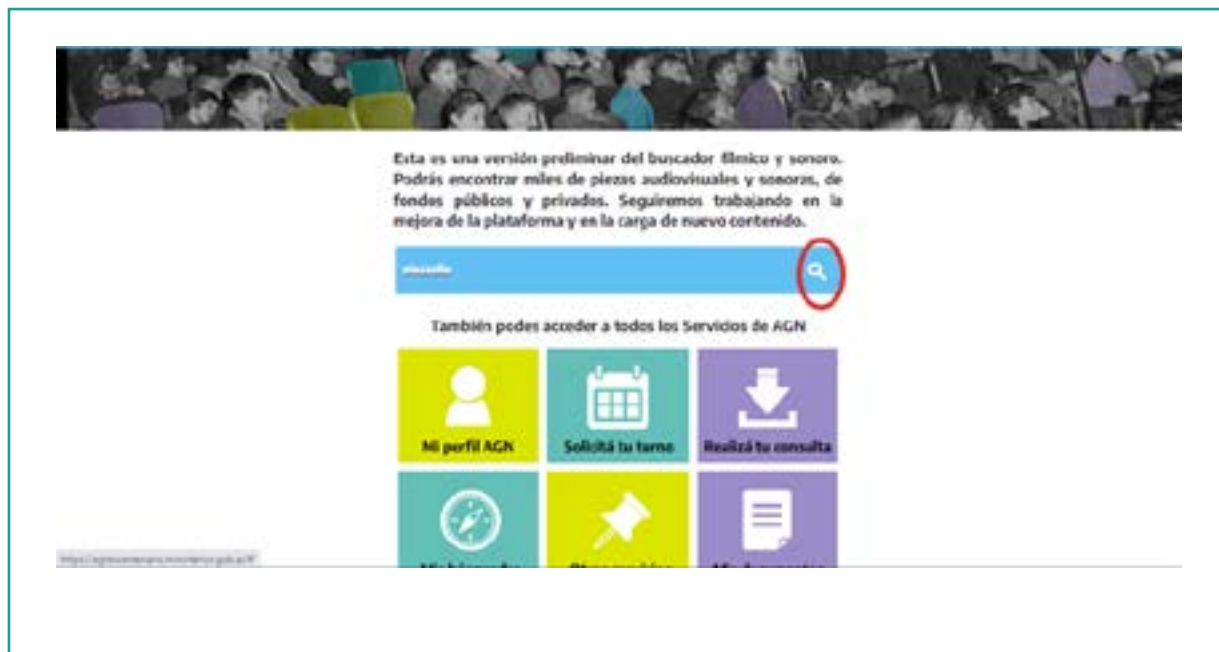 Esta es una versión preliminar del buscador fílmico y sonoro.
Podrás encontrar miles de piezas audiovisuales y sonoras, de
fondos públicos y privados. Seguiremos trabajando en la
mejora de la plataforma y en la carga de nuevo contenido.
También podes acceder a todos los Servicios de AGN
Mi perfil AGN
Solicitá tu turno
Realizá tu consulta